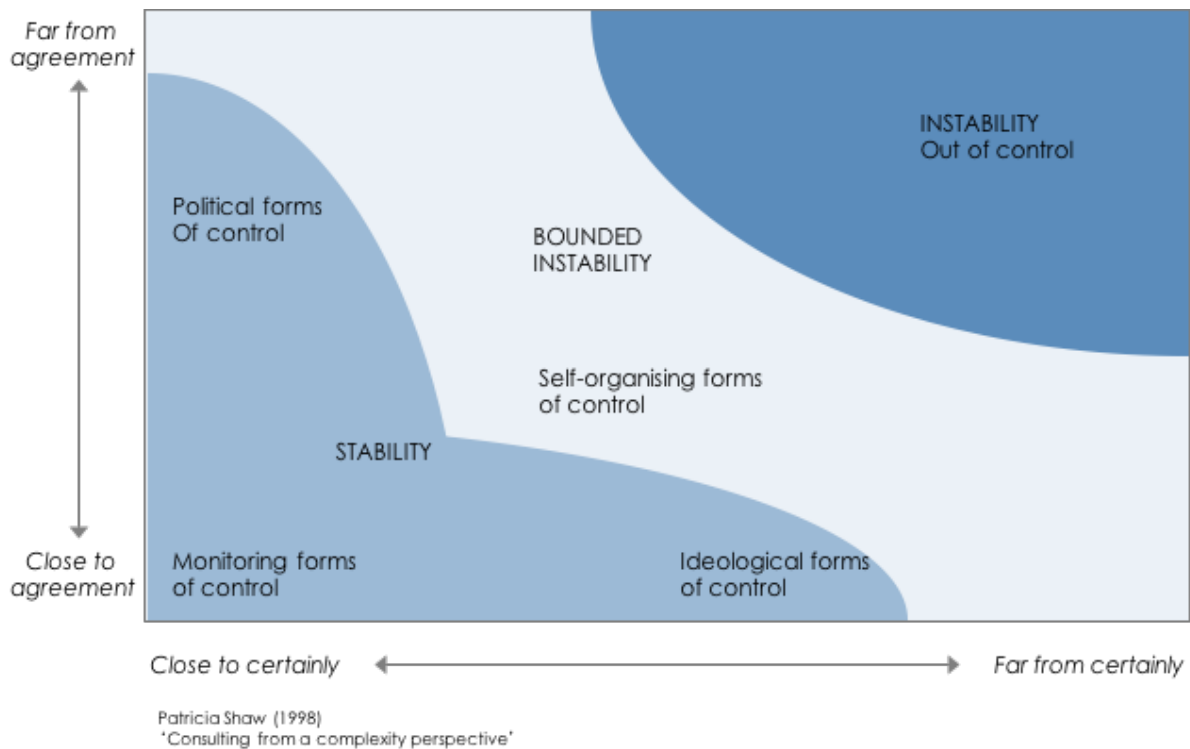 Far from
agreement
INSTABILITY
Out of control
Political forms
Of control
BOUNDED
INSTABILITY
Self-organising forms
of control
STABILITY
Close to
agreement
Monitoring forms
of control
Ideological forms
of control
Close to certainly
Far from certainly
Patricia Shaw (1998)
'Consulting from a complexity perspective'